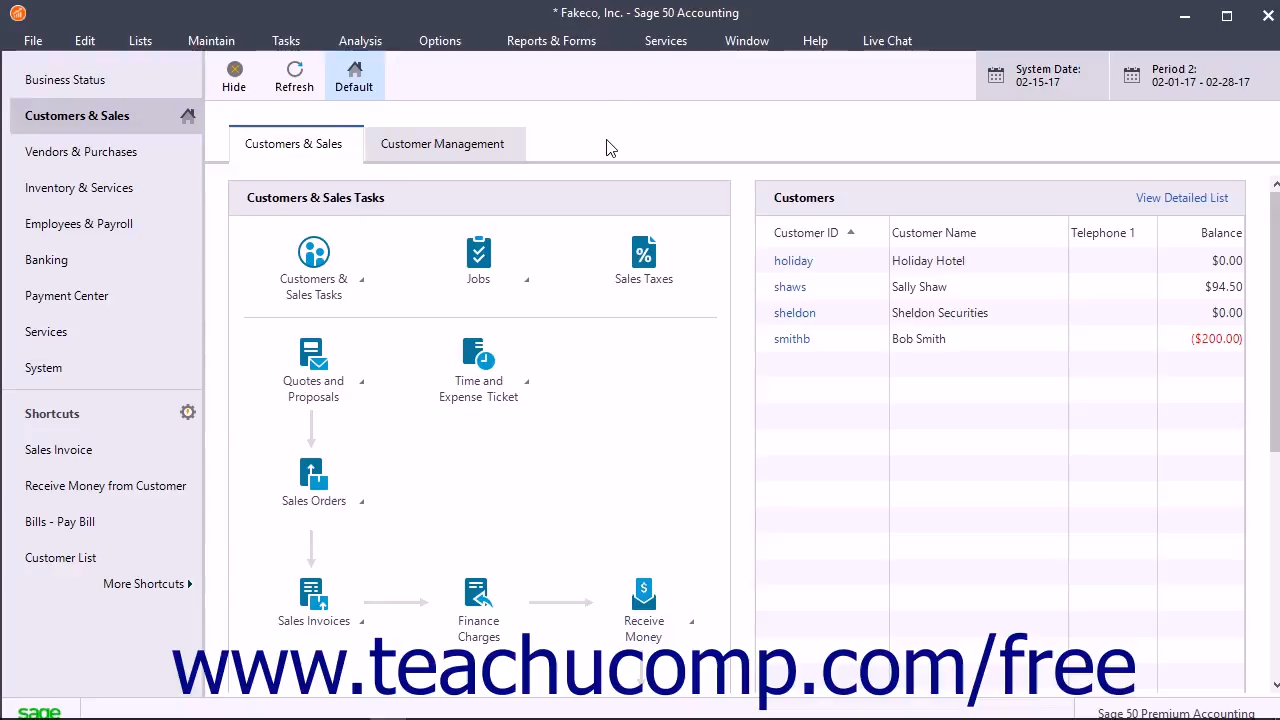 * Fakeco, Inc. - Sage 50 Accounting
File Edit Lists Maintain Tasks Analysis Options Reports & Forms Services Window Help Live Chat
Hide Refresh Default
System Date:
02-15-17
Period 2:
02-01-17 - 02-28-17
Business Status
Customers & Sales
Vendors & Purchases
Inventory & Services
Employees & Payroll
Banking
Payment Center
Services
System
Shortcuts
Sales Invoice
Receive Money from Customer
Bills - Pay Bill
Customer List
More Shortcuts
Customers & Sales Customer Management
Customers & Sales Tasks
Customers &
Sales Tasks
Jobs
Sales Taxes
Quotes and
Proposals
Time and
Expense Ticket
Sales Orders
Sales Invoices
Finance
Charges
Receive
Money
Customers View Detailed List
Customer ID Customer Name Telephone 1 Balance
holiday Holiday Hotel $0.00
shaws Sally Shaw $94.50
sheldon Sheldon Securities $0.00
smithb Bob Smith ($200.00)
www.teachucomp.com/free
sage
Sage 50 Premium Accounting